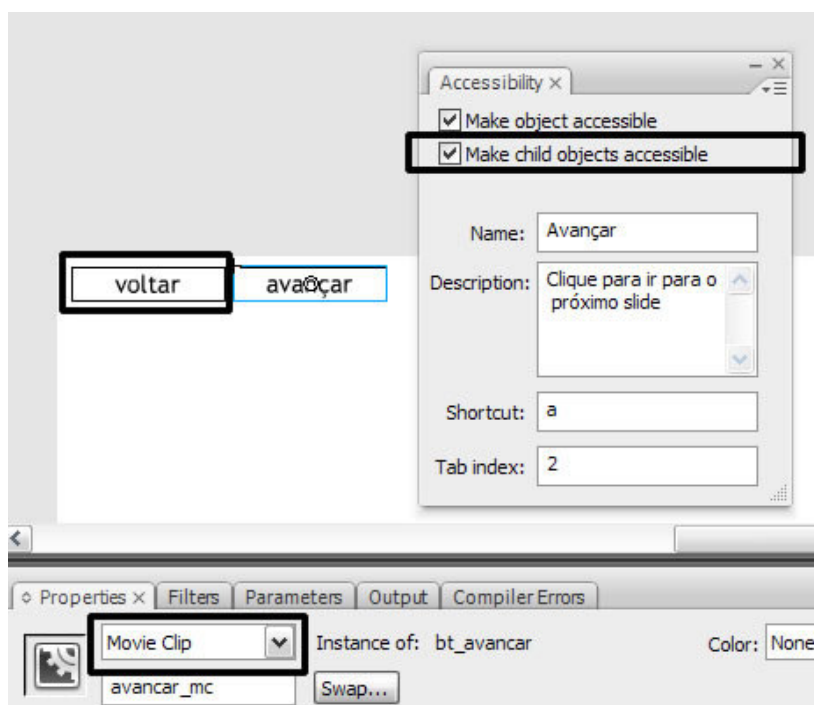 Accessibility
Make object accessible
Make child objects accessible
Name: Avançar
Description: Clique para ir para o
próximo slide
Shortcut: a
Tab index: 2
voltar avançar
Properties Filters Parameters Output Compiler Errors
Movie Clip Instance of: bt_avancar Color: None
avancar_mc Swap...